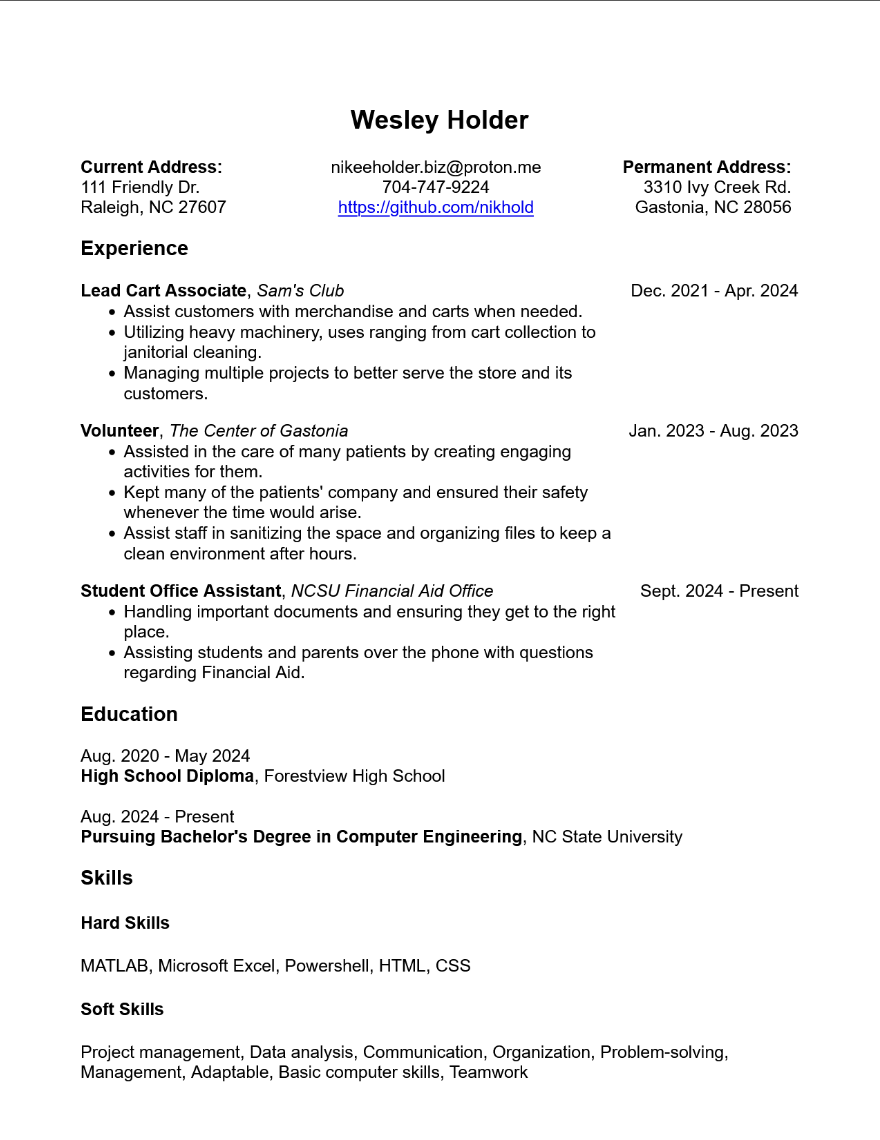 Wesley Holder
Current Address:
111 Friendly Dr.
Raleigh, NC 27607
nikeeholder.biz@proton.me
704-747-9224
https://github.com/nikhold
Permanent Address:
3310 Ivy Creek Rd.
Gastonia, NC 28056
Experience
Lead Cart Associate, Sam's Club Dec. 2021 - Apr. 2024
• Assist customers with merchandise and carts when needed.
• Utilizing heavy machinery, uses ranging from cart collection to
janitorial cleaning.
• Managing multiple projects to better serve the store and its
customers.
Volunteer, The Center of Gastonia Jan. 2023 - Aug. 2023
• Assisted in the care of many patients by creating engaging
activities for them.
• Kept many of the patients' company and ensured their safety
whenever the time would arise.
• Assist staff in sanitizing the space and organizing files to keep a
clean environment after hours.
Student Office Assistant, NCSU Financial Aid Office Sept. 2024 - Present
• Handling important documents and ensuring they get to the right
place.
• Assisting students and parents over the phone with questions
regarding Financial Aid.
Education
Aug. 2020 - May 2024
High School Diploma, Forestview High School
Aug. 2024 - Present
Pursuing Bachelor's Degree in Computer Engineering, NC State University
Skills
Hard Skills
MATLAB, Microsoft Excel, Powershell, HTML, CSS
Soft Skills
Project management, Data analysis, Communication, Organization, Problem-solving,
Management, Adaptable, Basic computer skills, Teamwork